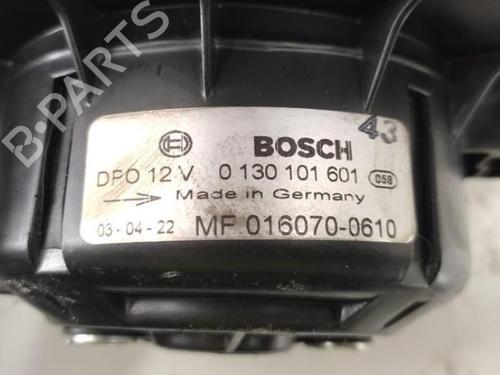 43
BOSCH
DPO 12 V 0 130 101 601 058
Made in Germany
03-04-22 MF 016070-0610
B-PARTS